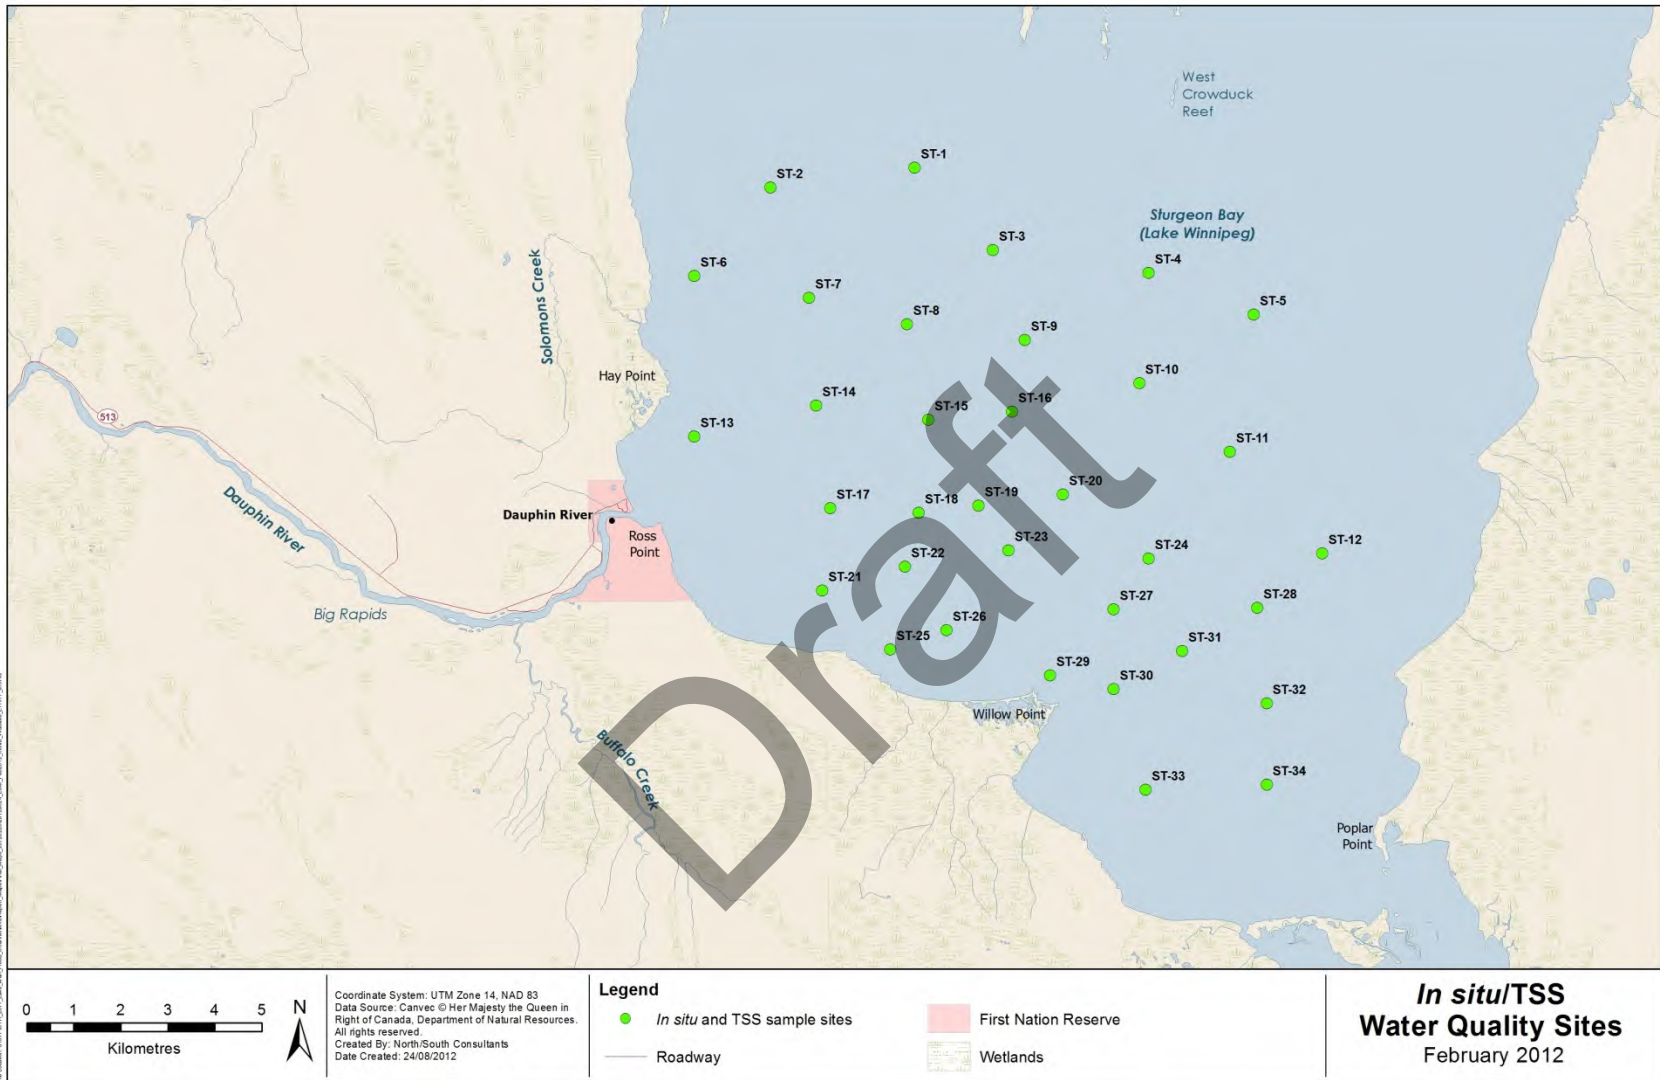 West
Crowduck
Reef
ST-1
ST-2
Sturgeon Bay
(Lake Winnipeg)
ST-3
ST-4
Solomons Creek
ST-6
ST-7
ST-5
ST-8
ST-9
Hay Point
ST-10
ST-14
ST-15
ST-16
513
ST-13
ST-11
ST-17
ST-18
ST-19
ST-20
Dauphin River
Dauphin River
Ross
Point
ST-23
ST-24
ST-12
ST-22
ST-21
ST-27
ST-28
Big Rapids
ST-26
ST-25
ST-31
ST-29
ST-30
ST-32
Willow Point
Buffalo Creek
ST-33
ST-34
Poplar
Point
Draft
0 1 2 3 4 5
Kilometres
N
Coordinate System: UTM Zone 14, NAD 83
Data Source: Canvec © Her Majesty the Queen in
Right of Canada, Department of Natural Resources.
All rights reserved.
Created By: North/South Consultants
Date Created: 24/08/2012
Legend
In situ and TSS sample sites
Roadway
First Nation Reserve
Wetlands
In situ/TSS
Water Quality Sites
February 2012